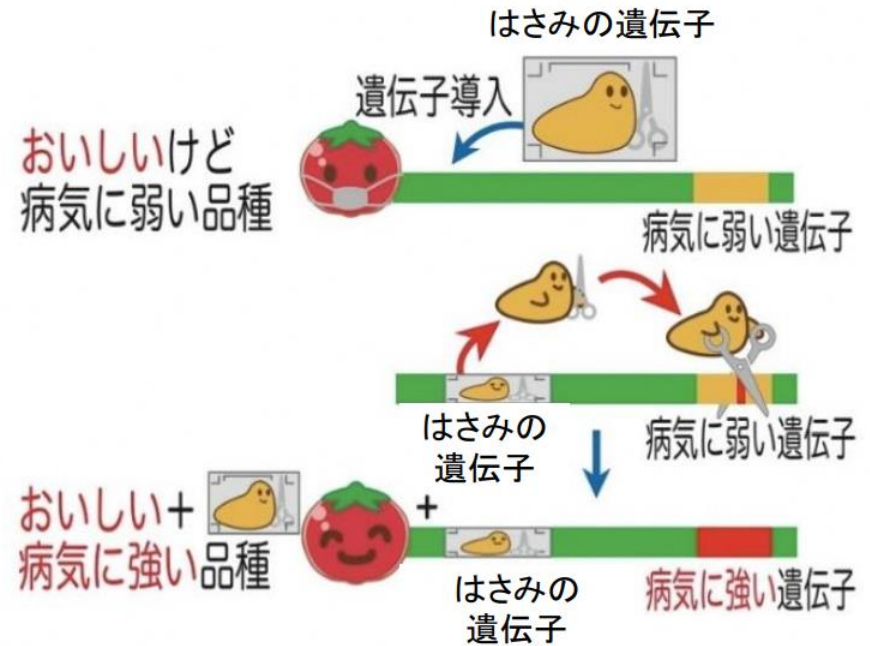 はさみの遺伝子
遺伝子導入
おいしいけど
病気に弱い品種
病気に弱い遺伝子
はさみの
遺伝子
病気に弱い遺伝子
おいしい+
病気に強い品種
+
はさみの
遺伝子
病気に強い遺伝子